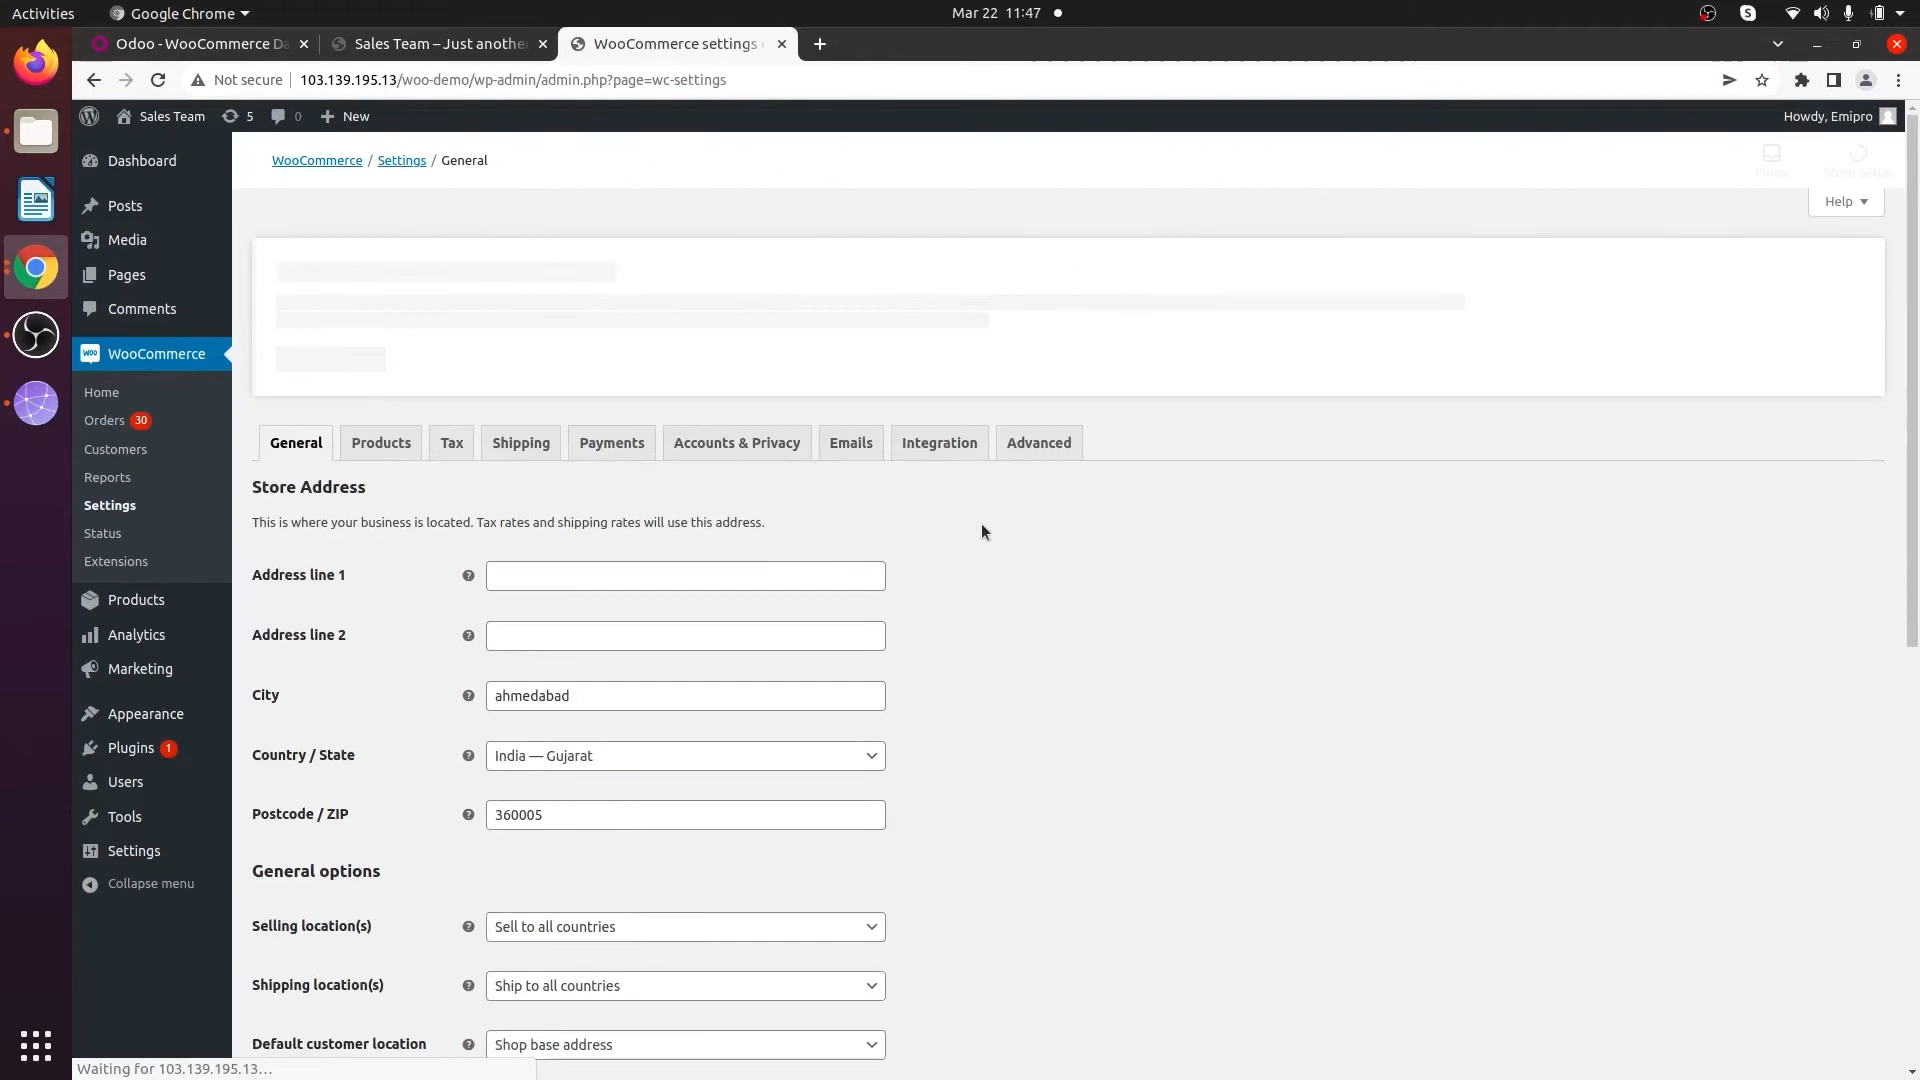 Activities
Google Chrome
Mar 22 11:47
Odoo - WooCommerce Da
Sales Team – Just anothe
WooCommerce settings
Not secure
103.139.195.13/woo-demo/wp-admin/admin.php?page=wc-settings
Sales Team
5
0
New
Howdy, Emipro
Dashboard
Posts
Media
Pages
Comments
woo
WooCommerce
Home
Orders 30
Customers
Reports
Settings
Status
Extensions
Products
Analytics
Marketing
Appearance
Plugins 1
Users
Tools
Settings
Collapse menu
WooCommerce / Settings / General
Store Setup
Help
General
Products
Tax
Shipping
Payments
Accounts & Privacy
Emails
Integration
Advanced
Store Address
This is where your business is located. Tax rates and shipping rates will use this address.
Address line 1
Address line 2
City
ahmedabad
Country / State
India — Gujarat
Postcode / ZIP
360005
General options
Selling location(s)
Sell to all countries
Shipping location(s)
Ship to all countries
Default customer location
Shop base address
Waiting for 103.139.195.13…